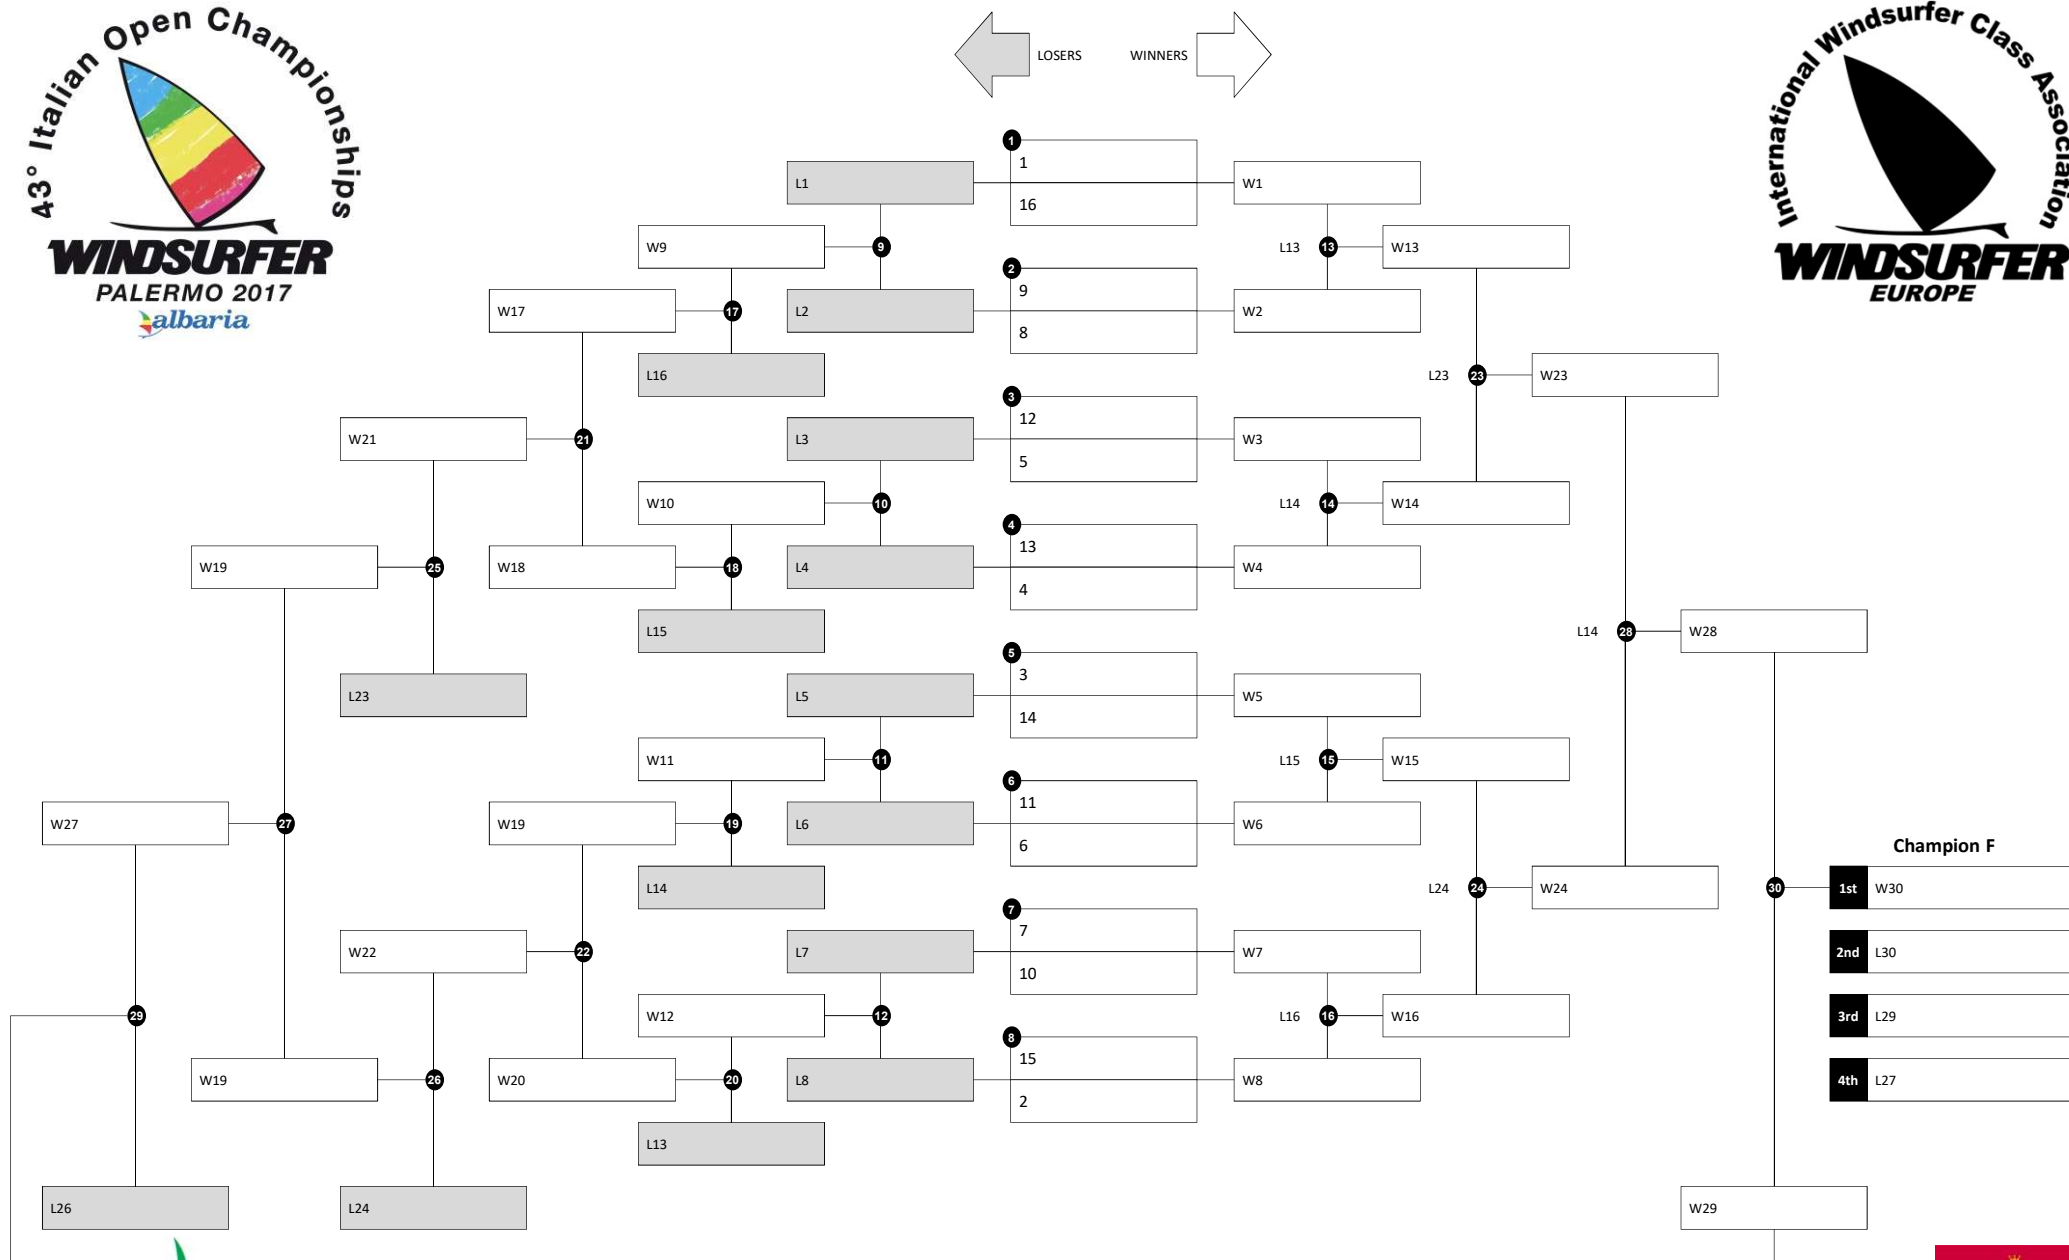 43° Italian Open Championships
WINDSURFER
PALERMO 2017
albaria
LOSERS WINNERS
International Windsurfer Class Association
WINDSURFER
EUROPE
1
1
L1 W1
16
W9 9 L13 13 W13
2
9
W17 17 L2 W2
8
L16 L23 23 W23
3
12
W21 21 L3 W3
5
W10 10 L14 14 W14
4
13
W19 25 W18 18 L4 W4
4
L15 L14 28 W28
5
3
L23 L5 W5
14
W11 11 L15 15 W15
6
11
W27 27 W19 19 L6 W6
6
Champion F
L14 L24 24 W24 30 1st W30
7
7
W22 22 L7 W7 2nd L30
10
29 W12 12 L16 16 W16 3rd L29
8
15
W19 26 W20 20 L8 W8 4th L27
2
L13
L26 L24 W29